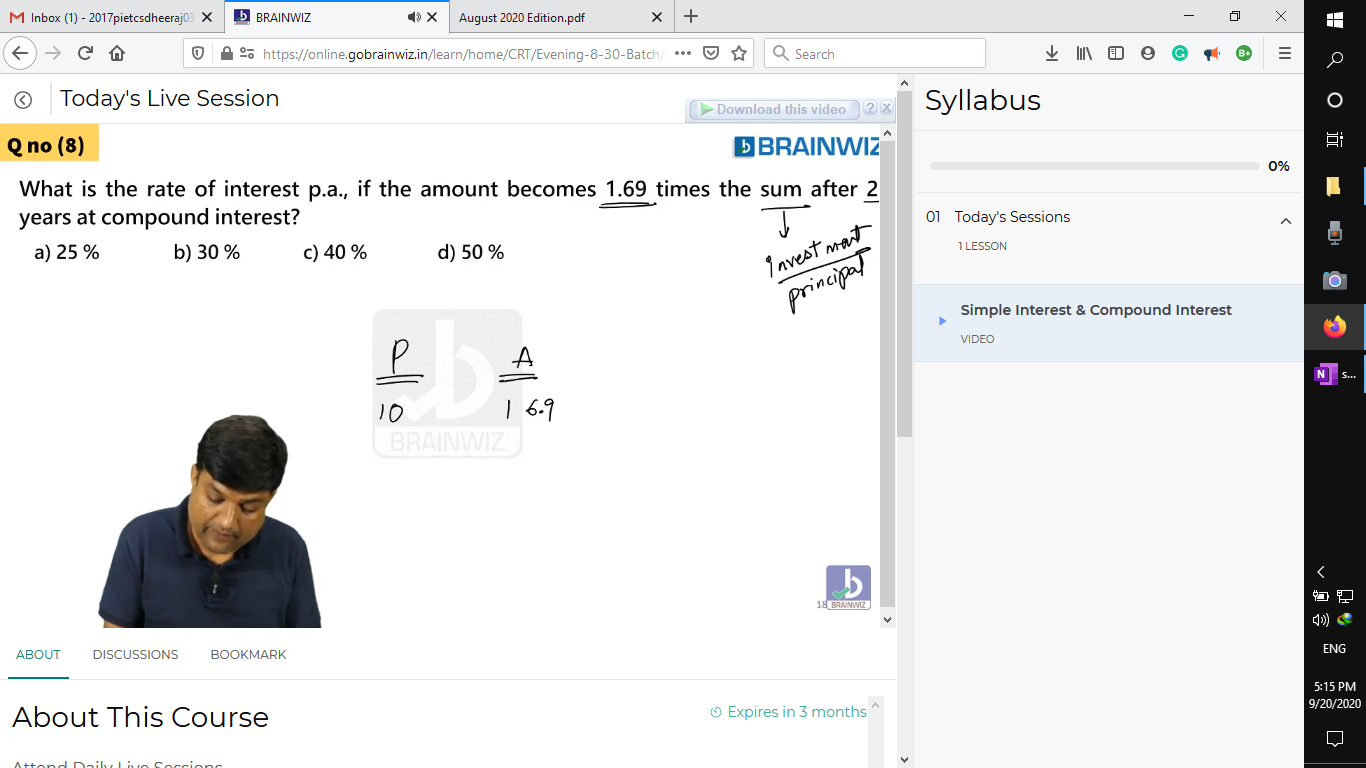 Inbox (1) - 2017pietcsdheeraj03
BRAINWIZ
August 2020 Edition.pdf
https://online.gobrainwiz.in/learn/home/CRT/Evening-8-30-Batch/
Search
B+
Today's Live Session
Download this video
?
Syllabus
Q no (8)
BRAINWIZ
0%
What is the rate of interest p.a., if the amount becomes 1.69 times the sum after 2
years at compound interest?
a) 25 % b) 30 % c) 40 % d) 50 %
investment
principal
01 Today's Sessions
1 LESSON
Simple Interest & Compound Interest
VIDEO
P A
10 16.9
BRAINWIZ
N s...
18
BRAINWIZ
ABOUT DISCUSSIONS BOOKMARK
About This Course
Expires in 3 months
Attend Daily Live Sessions
ENG
5:15 PM
9/20/2020